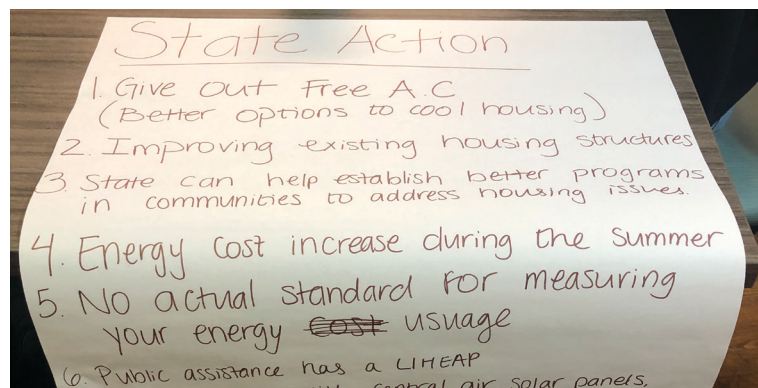 State Action
1. Give Out Free A.C
(Better options to cool housing)
2. Improving existing housing structures
3. State can help establish better programs
in communities to address housing issues.
4. Energy cost increase during the summer
5. No actual standard for measuring
your energy cost usuage
6. Public assistance has a LIHEAP
central air solar panels,